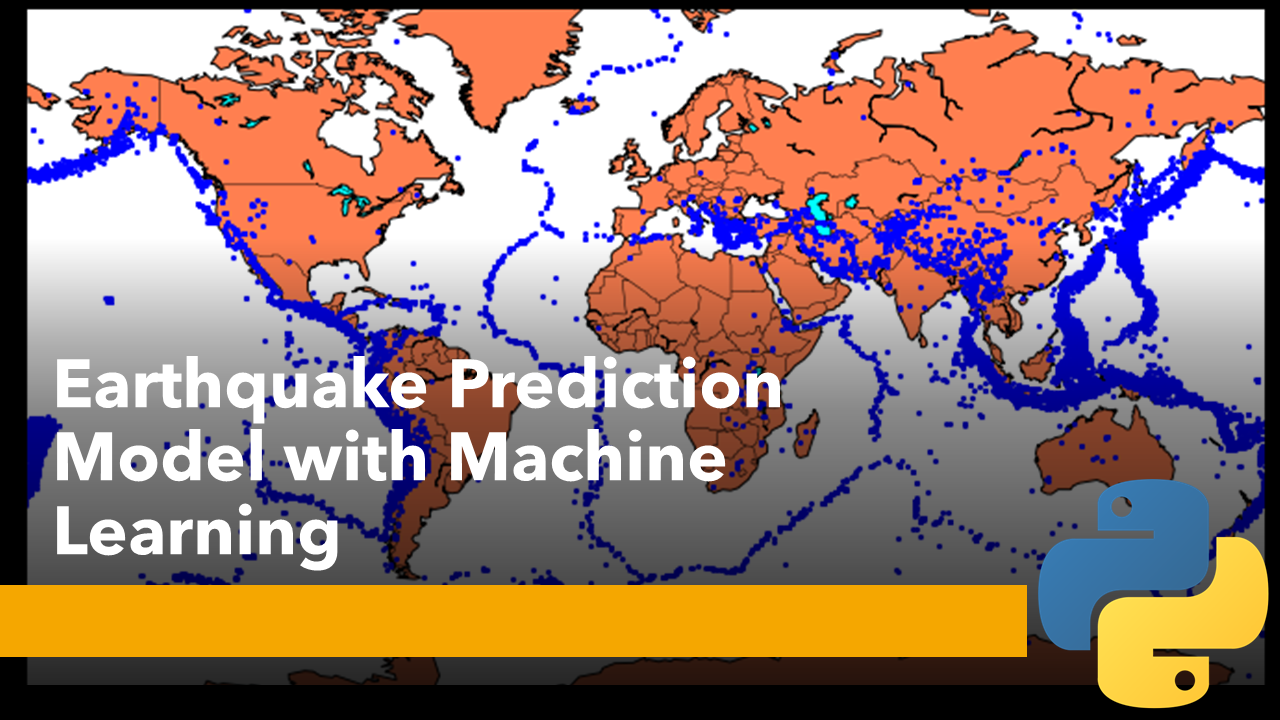 Earthquake Prediction
Model with Machine
Learning